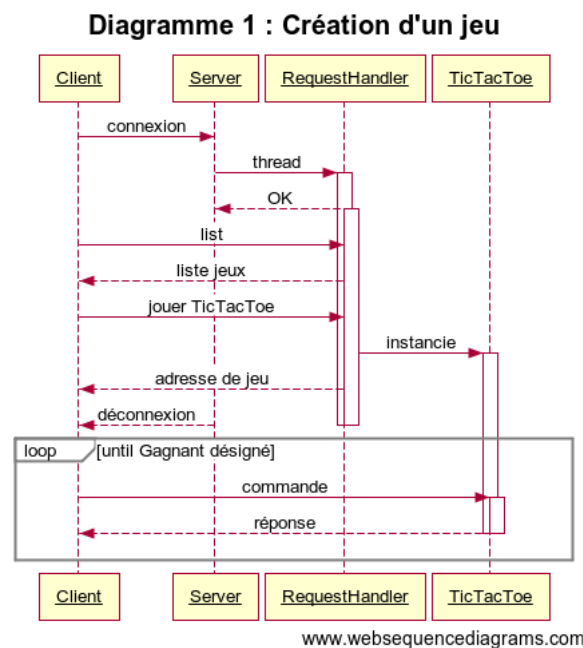 Diagramme 1 : Création d'un jeu
Client Server RequestHandler TicTacToe
connexion
thread
OK
list
liste jeux
jouer TicTacToe
instancie
adresse de jeu
déconnexion
loop [until Gagnant désigné]
commande
réponse
Client Server RequestHandler TicTacToe
www.websequencediagrams.com